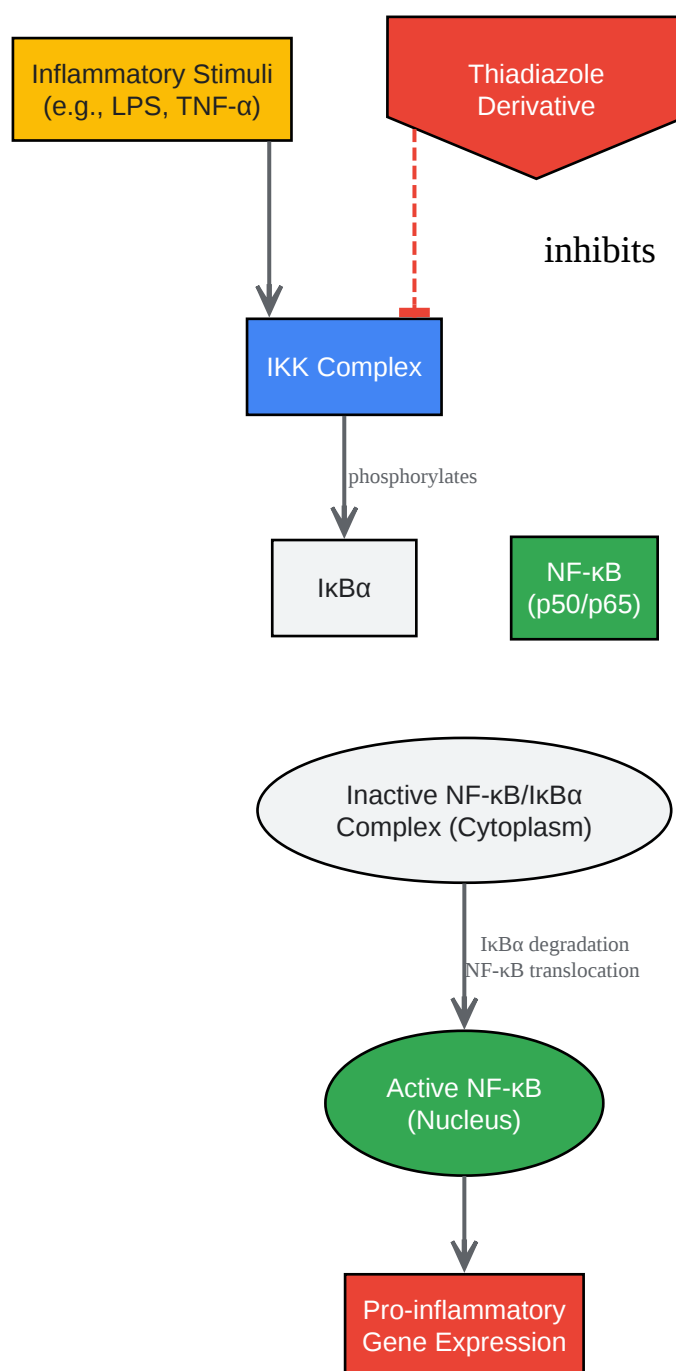 Inflammatory Stimuli
(e.g., LPS, TNF-α)
Thiadiazole
Derivative
inhibits
IKK Complex
phosphorylates
IκBα
NF-κB
(p50/p65)
Inactive NF-κB/IκBα
Complex (Cytoplasm)
IκBα degradation
NF-κB translocation
Active NF-κB
(Nucleus)
Pro-inflammatory
Gene Expression